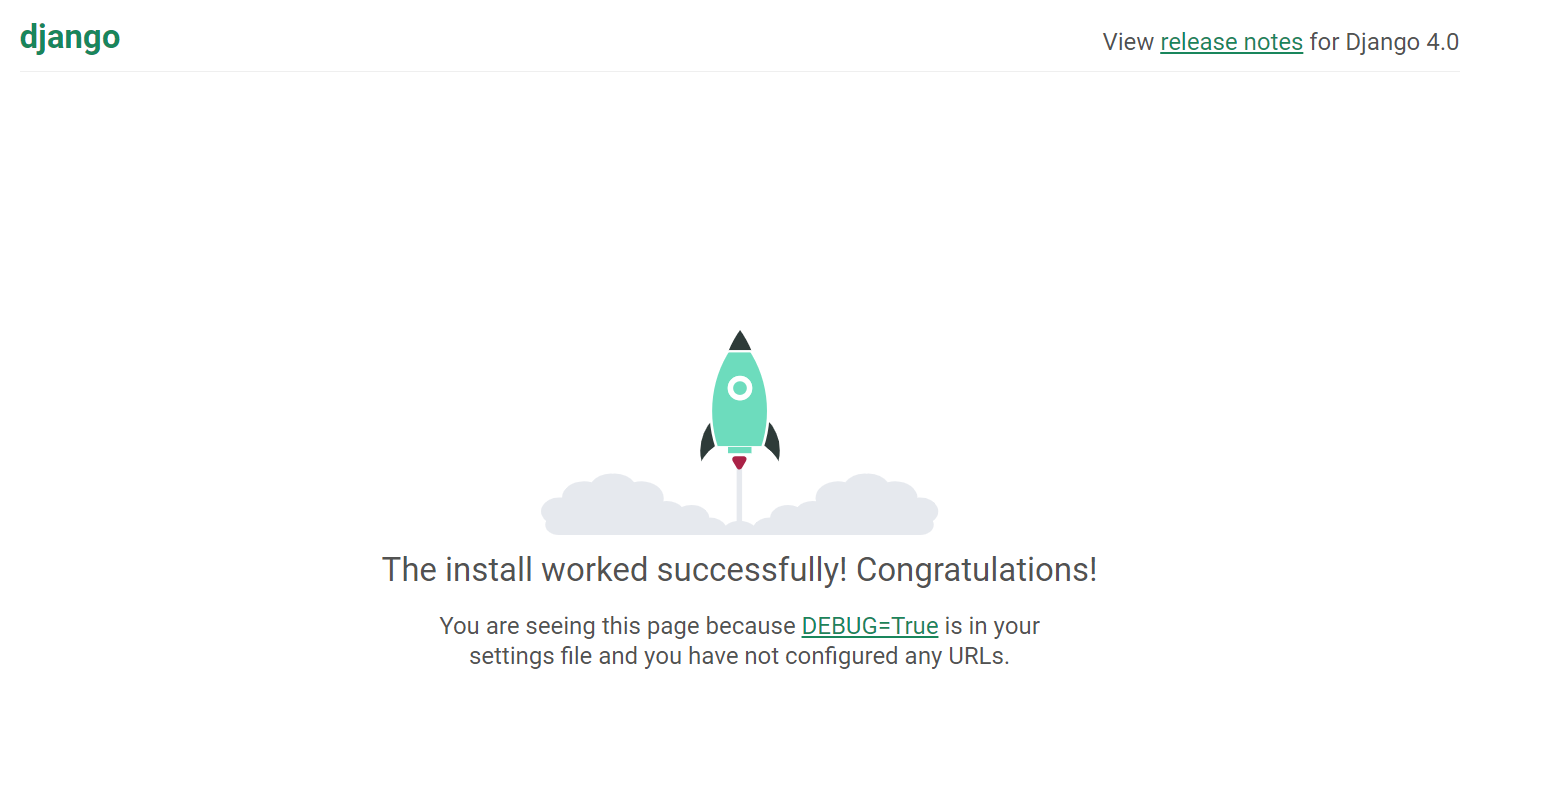 django
View release notes for Django 4.0
The install worked successfully! Congratulations!
You are seeing this page because DEBUG=True is in your
settings file and you have not configured any URLs.